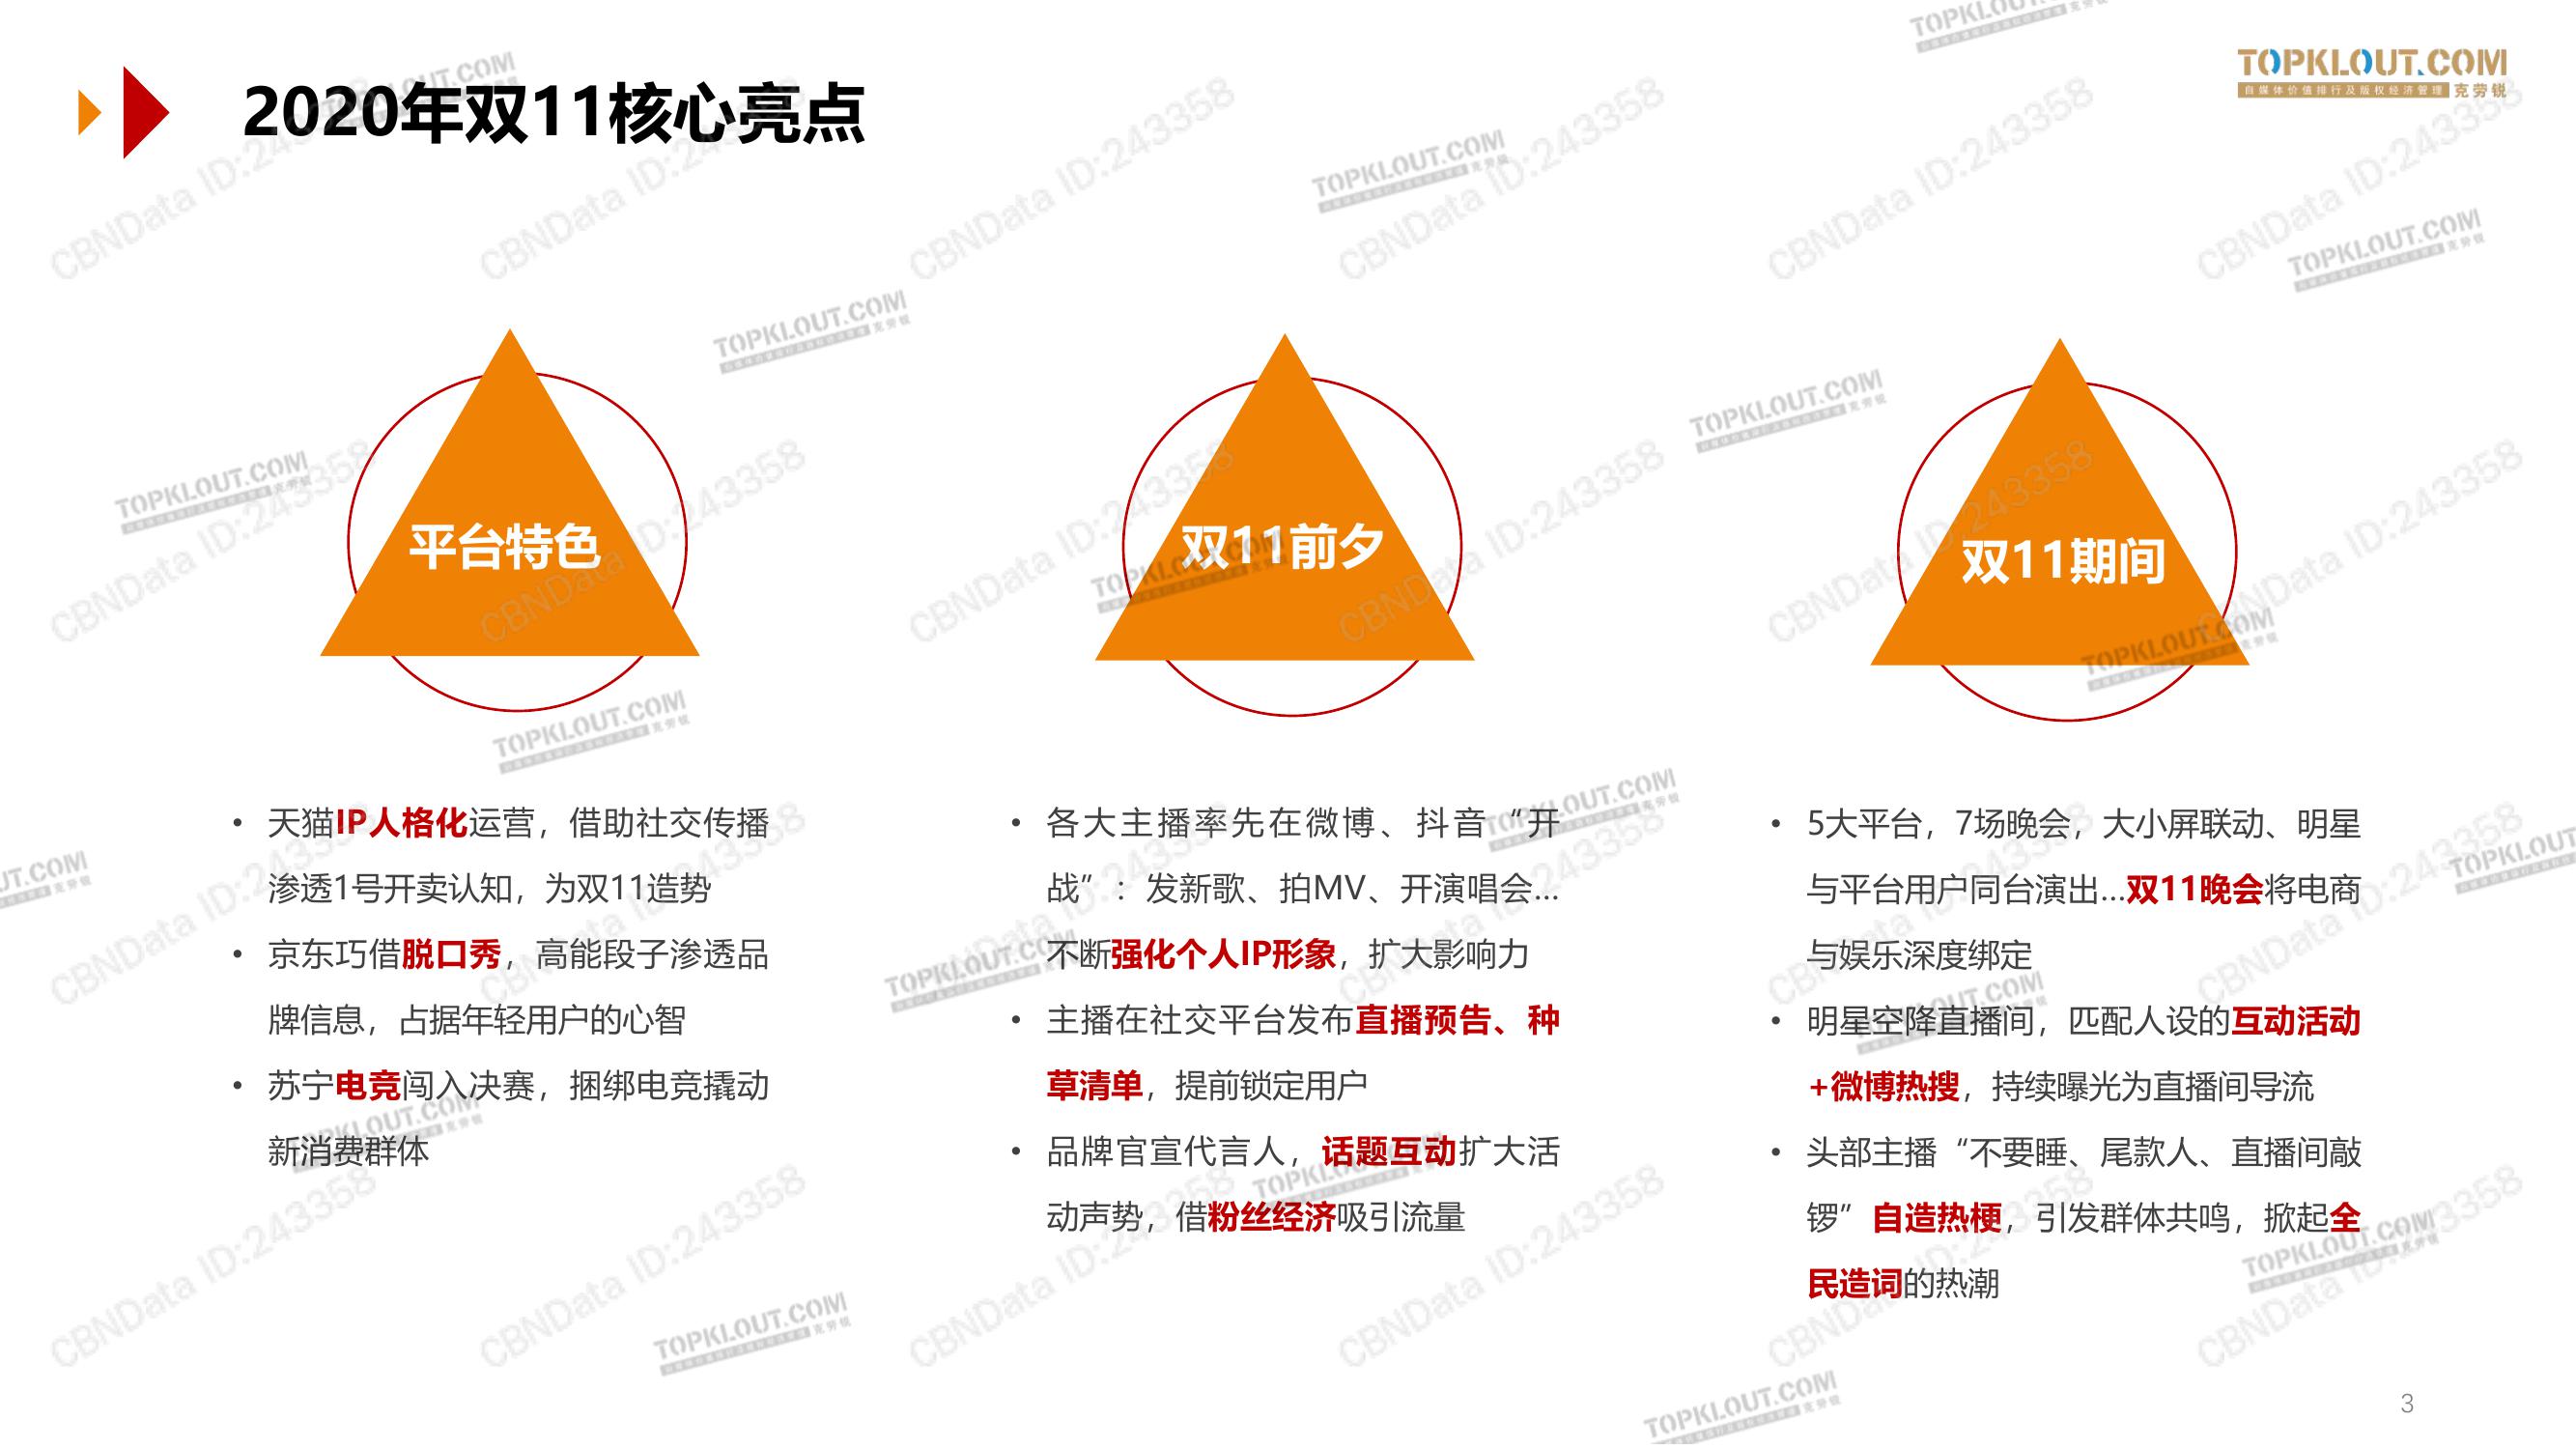 2020年双11核心亮点
TOPKLOUT.COM
自媒体价值排行及版权经济管理 克劳锐
平台特色
天猫IP人格化运营，借助社交传播
渗透1号开卖认知，为双11造势
京东巧借脱口秀，高能段子渗透品
牌信息，占据年轻用户的心智
苏宁电竞闯入决赛，捆绑电竞撬动
新消费群体
双11前夕
各大主播率先在微博、抖音“开
战”：发新歌、拍MV、开演唱会...
不断强化个人IP形象，扩大影响力
主播在社交平台发布直播预告、种
草清单，提前锁定用户
品牌官宣代言人，话题互动扩大活
动声势，借粉丝经济吸引流量
双11期间
5大平台，7场晚会，大小屏联动、明星
与平台用户同台演出...双11晚会将电商
与娱乐深度绑定
明星空降直播间，匹配人设的互动活动
+微博热搜，持续曝光为直播间导流
头部主播“不要睡、尾款人、直播间敲
锣”自造热梗，引发群体共鸣，掀起全
民造词的热潮
3
CBNData ID:243358